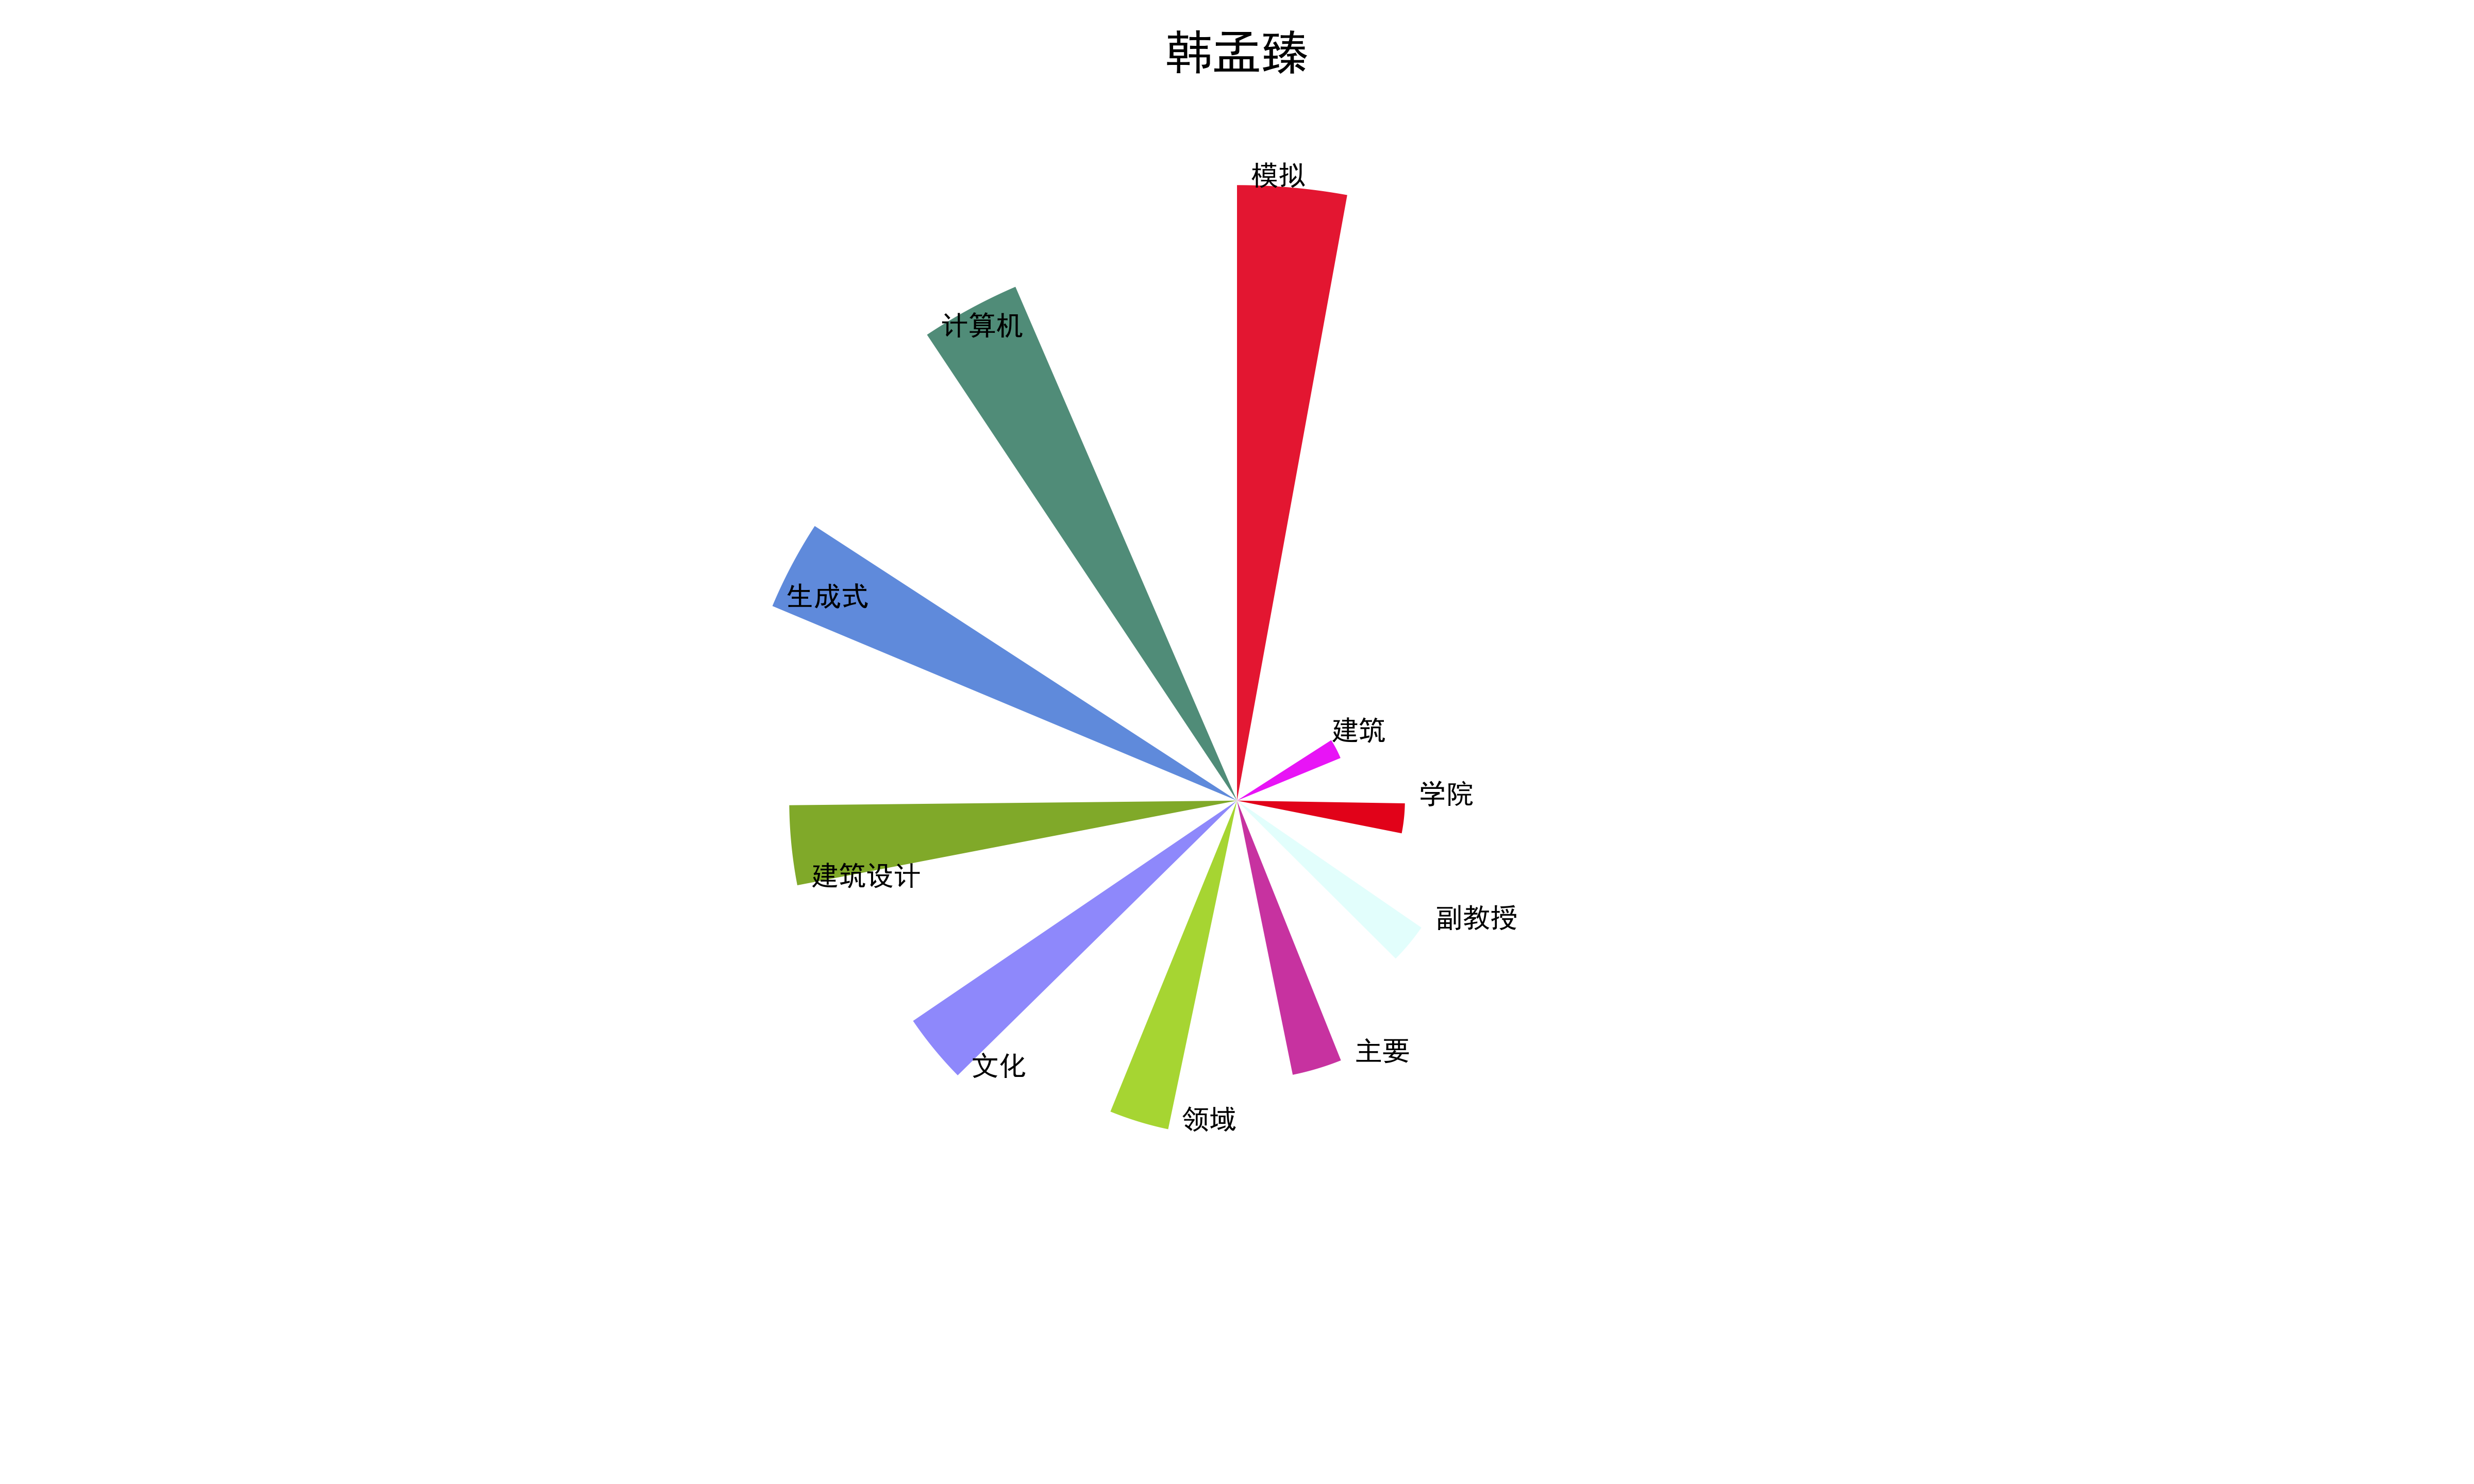 韩孟臻
模拟
计算机
生成式
建筑
学院
建筑设计
副教授
主要
文化
领域